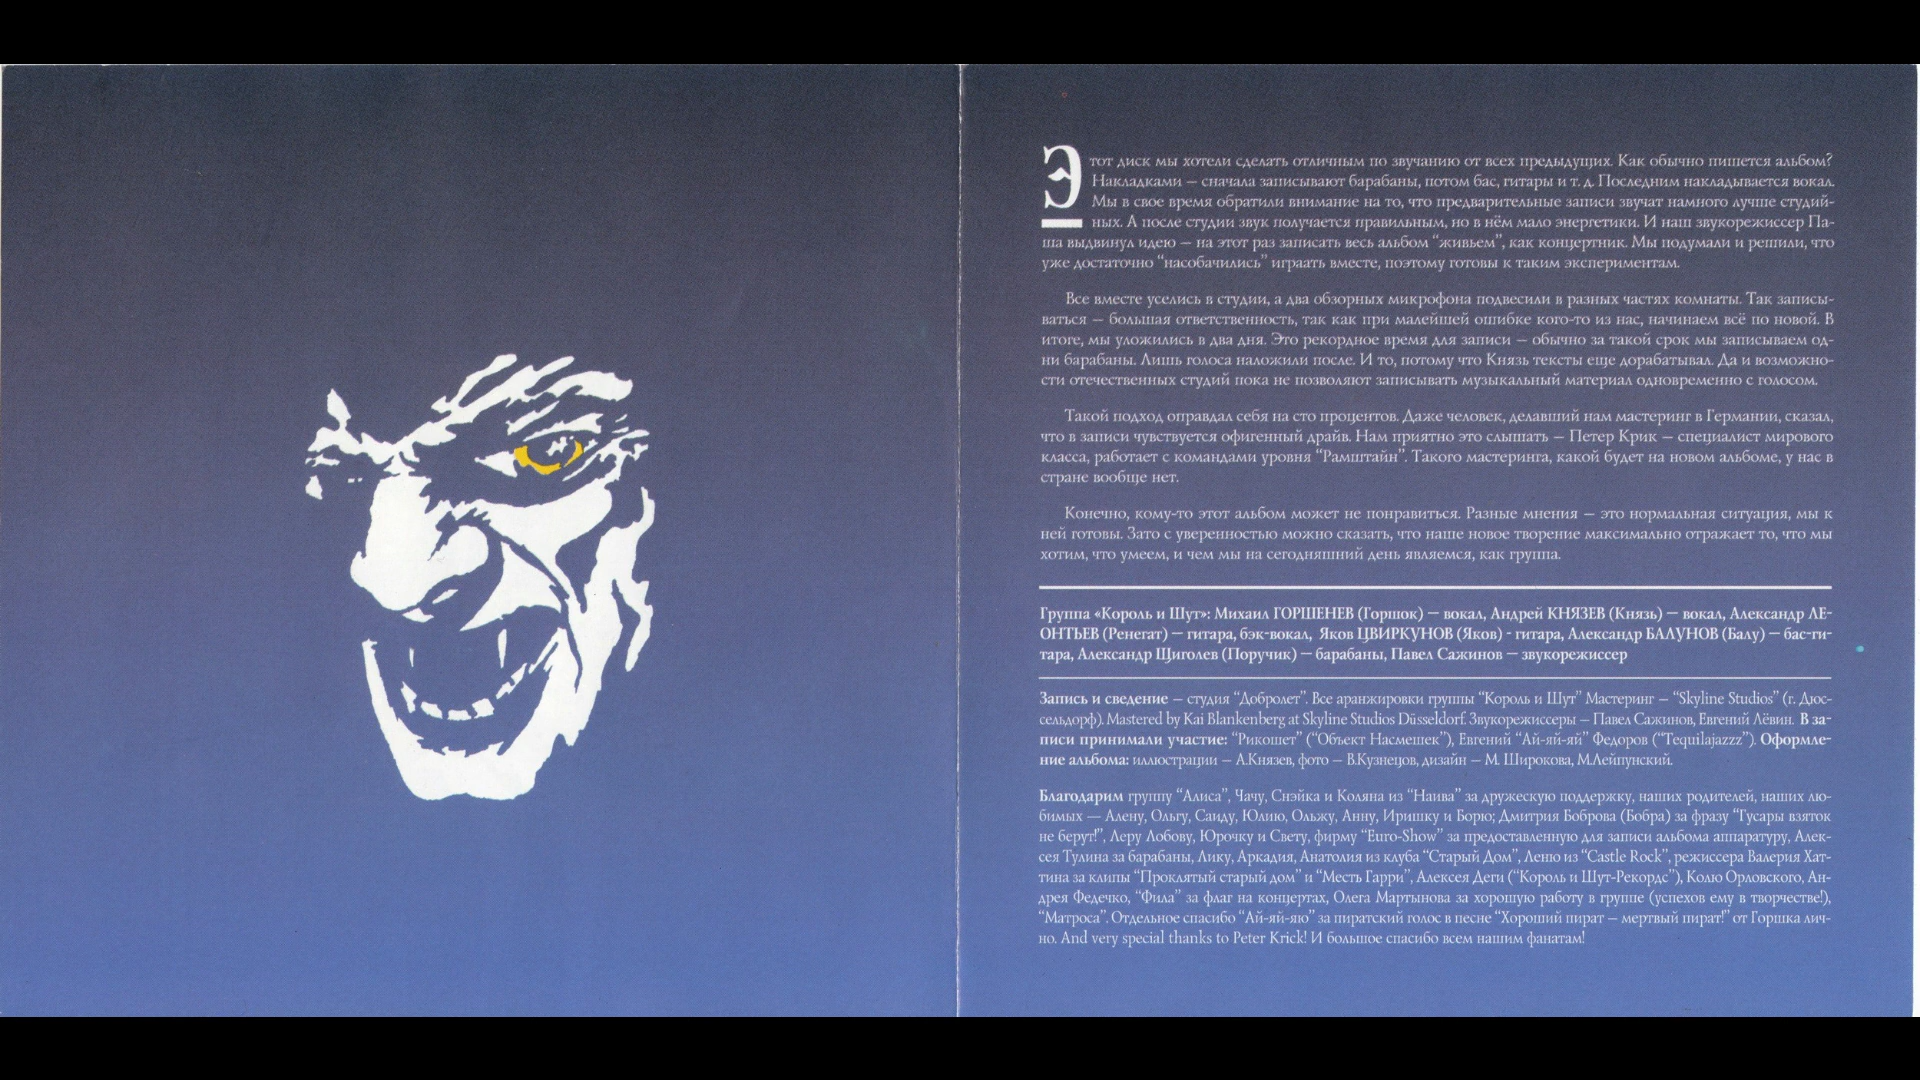 Этот диск мы хотели сделать отличным по звучанию от всех предыдущих. Как обычно пишется альбом?
Накладками — сначала записывают барабаны, потом бас, гитары и т. д. Последним накладывается вокал.
Мы в свое время обратили внимание на то, что предварительные записи звучат намного лучше студий-
ных. А после студии звук получается правильным, но в нём мало энергетики. И наш звукорежиссер Па-
ша выдвинул идею — на этот раз записать весь альбом “живьем”, как концертник. Мы подумали и решили, что
уже достаточно “насобачились” играать вместе, поэтому готовы к таким экспериментам.
Все вместе уселись в студии, а два обзорных микрофона подвесили в разных частях комнаты. Так записы-
ваться — большая ответственность, так как при малейшей ошибке кого-то из нас, начинаем всё по новой. В
итоге, мы уложились в два дня. Это рекордное время для записи — обычно за такой срок мы записываем од-
ни барабаны. Лишь голоса наложили после. И то, потому что Князь тексты еще дорабатывал. Да и возможно-
сти отечественных студий пока не позволяют записывать музыкальный материал одновременно с голосом.
Такой подход оправдал себя на сто процентов. Даже человек, делавший нам мастеринг в Германии, сказал,
что в записи чувствуется офигенный драйв. Нам приятно это слышать — Петер Крик — специалист мирового
класса, работает с командами уровня “Рамштайн”. Такого мастеринга, какой будет на новом альбоме, у нас в
стране вообще нет.
Конечно, кому-то этот альбом может не понравиться. Разные мнения — это нормальная ситуация, мы к
ней готовы. Зато с уверенностью можно сказать, что наше новое творение максимально отражает то, что мы
хотим, что умеем, и чем мы на сегодняшний день являемся, как группа.
Группа «Король и Шут»: Михаил ГОРШЕНЕВ (Горшок) — вокал, Андрей КНЯЗЕВ (Князь) — вокал, Александр ЛЕ-
ОНТЬЕВ (Ренегат) — гитара, бэк-вокал, Яков ЦВИРКУНОВ (Яков) - гитара, Александр БАЛУНОВ (Балу) — бас-ги-
тара, Александр Щиголев (Поручик) — барабаны, Павел Сажинов — звукорежиссер
Запись и сведение — студия “Добролет”. Все аранжировки группы “Король и Шут” Мастеринг — “Skyline Studios” (г. Дюс-
сельдорф). Mastered by Kai Blankenberg at Skyline Studios Düsseldorf. Звукорежиссеры — Павел Сажинов, Евгений Лёвин. В за-
писи принимали участие: “Рикошет” (“Объект Насмешек”), Евгений “Ай-яй-яй” Федоров (“Tequilajazzz”). Оформле-
ние альбома: иллюстрации — А.Князев, фото — В.Кузнецов, дизайн — М. Широкова, М.Лейпунский.
Благодарим группу “Алиса”, Чачу, Снэйка и Коляна из “Наива” за дружескую поддержку, наших родителей, наших лю-
бимых — Алену, Ольгу, Саиду, Юлию, Ольжу, Анну, Иришку и Борю; Дмитрия Боброва (Бобра) за фразу “Гусары взяток
не берут!”, Леру Лобову, Юрочку и Свету, фирму “Euro-Show” за предоставленную для записи альбома аппаратуру, Алек-
сея Тулина за барабаны, Лику, Аркадия, Анатолия из клуба “Старый Дом”, Леню из “Castle Rock”, режиссера Валерия Хат-
тина за клипы “Проклятый старый дом” и “Месть Гарри”, Алексея Деги (“Король и Шут-Рекордс”), Колю Орловского, Ан-
дрея Федечко, “Фила” за флаг на концертах, Олега Мартынова за хорошую работу в группе (успехов ему в творчестве!),
“Матроса”. Отдельное спасибо “Ай-яй-яю” за пиратский голос в песне “Хороший пират — мертвый пират!” от Горшка лич-
но. And very special thanks to Peter Krick! И большое спасибо всем нашим фанатам!